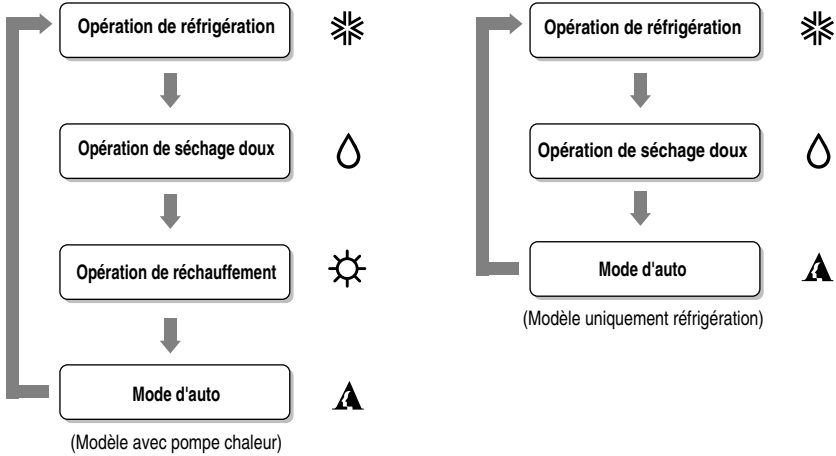 Opération de réfrigération
Opération de séchage doux
Opération de réchauffement
Mode d'auto
(Modèle avec pompe chaleur)
Opération de réfrigération
Opération de séchage doux
Mode d'auto
(Modèle uniquement réfrigération)